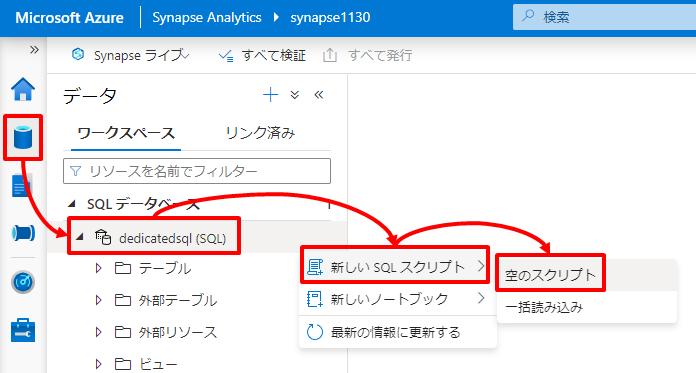 Microsoft Azure
Synapse Analytics
synapse1130
検索
Synapse ライブ
すべて検証
すべて発行
データ
ワークスペース
リンク済み
リソースを名前でフィルター
SQL データベース
dedicatedsql (SQL)
テーブル
外部テーブル
外部リソース
ビュー
新しい SQL スクリプト
新しいノートブック
最新の情報に更新する
空のスクリプト
一括読み込み